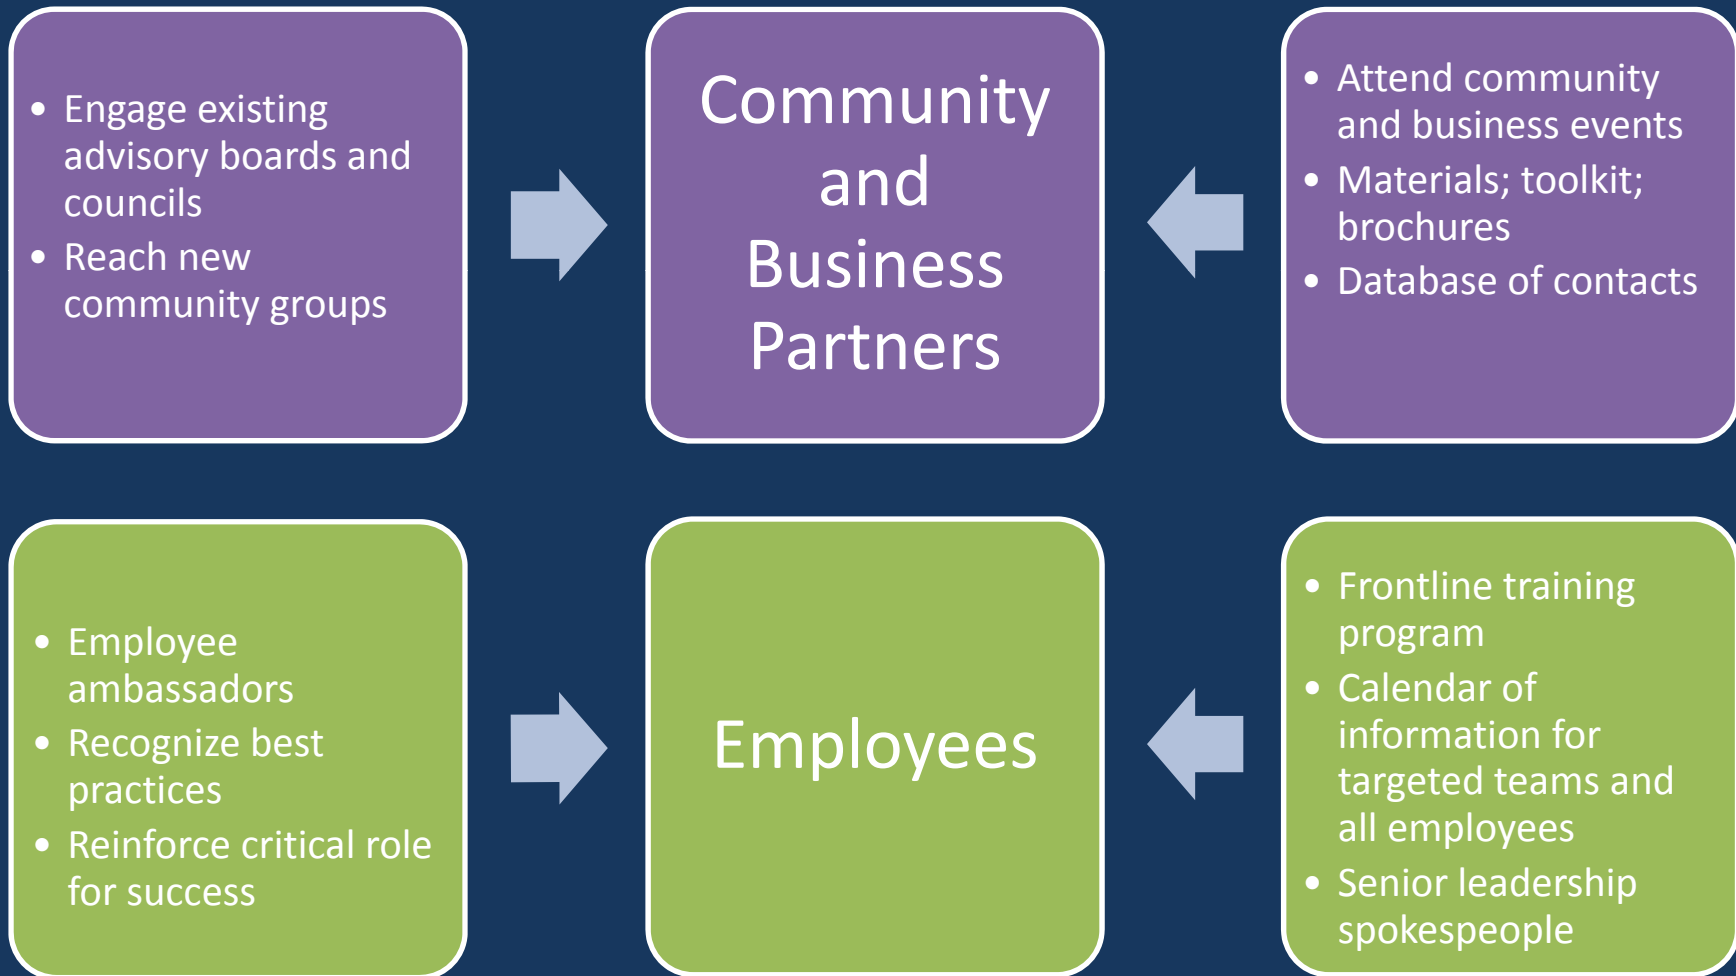 • Engage existing
advisory boards and
councils
• Reach new
community groups
Community
and
Business
Partners
• Attend community
and business events
• Materials; toolkit;
brochures
• Database of contacts
• Employee
ambassadors
• Recognize best
practices
• Reinforce critical role
for success
Employees
• Frontline training
program
• Calendar of
information for
targeted teams and
all employees
• Senior leadership
spokespeople